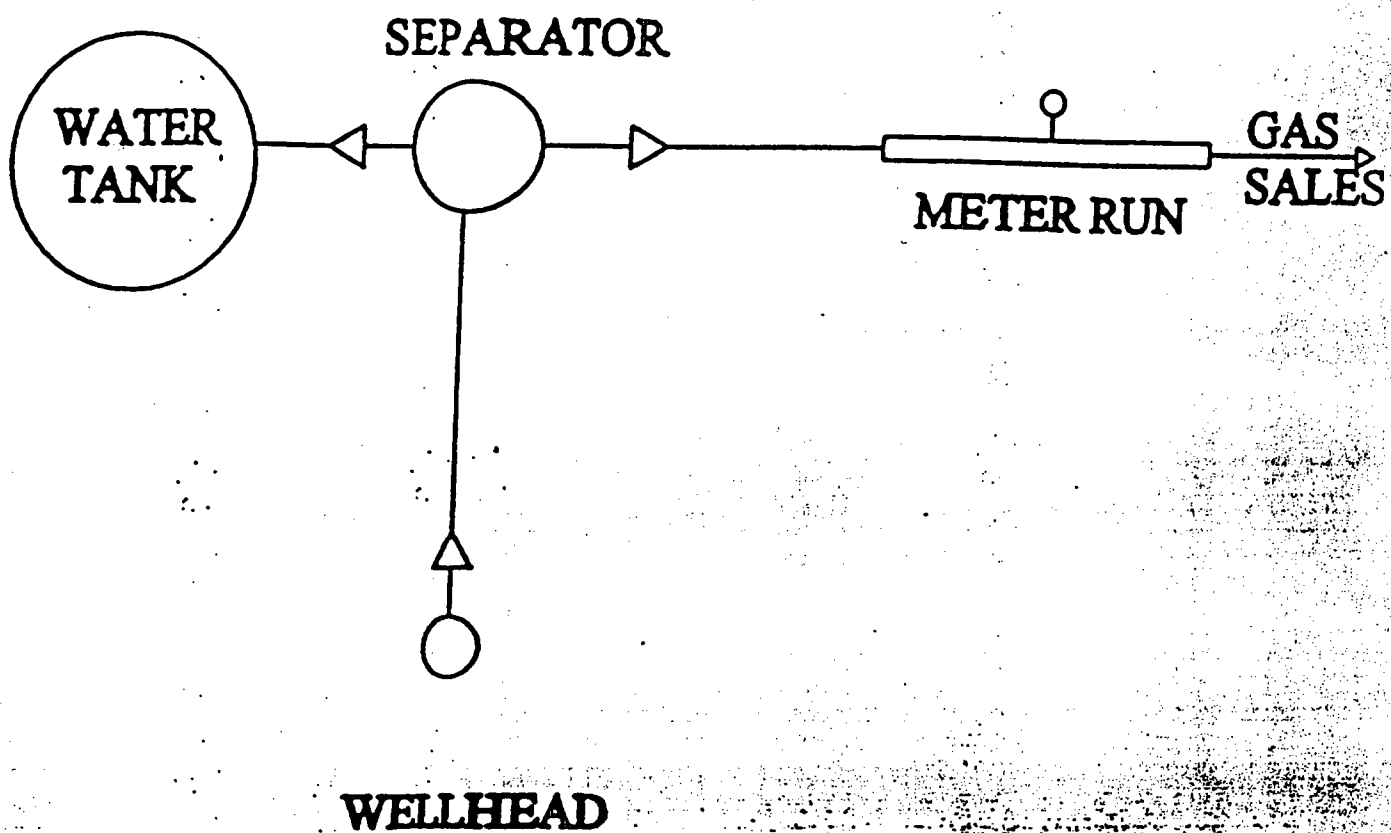 SEPARATOR
WATER
TANK
GAS
SALES
METER RUN
WELLHEAD